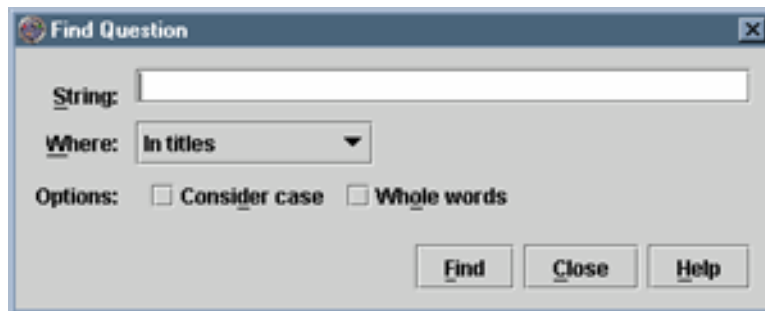 Find Question
String:
Where: In titles
Options: Consider case Whole words
Find Close Help